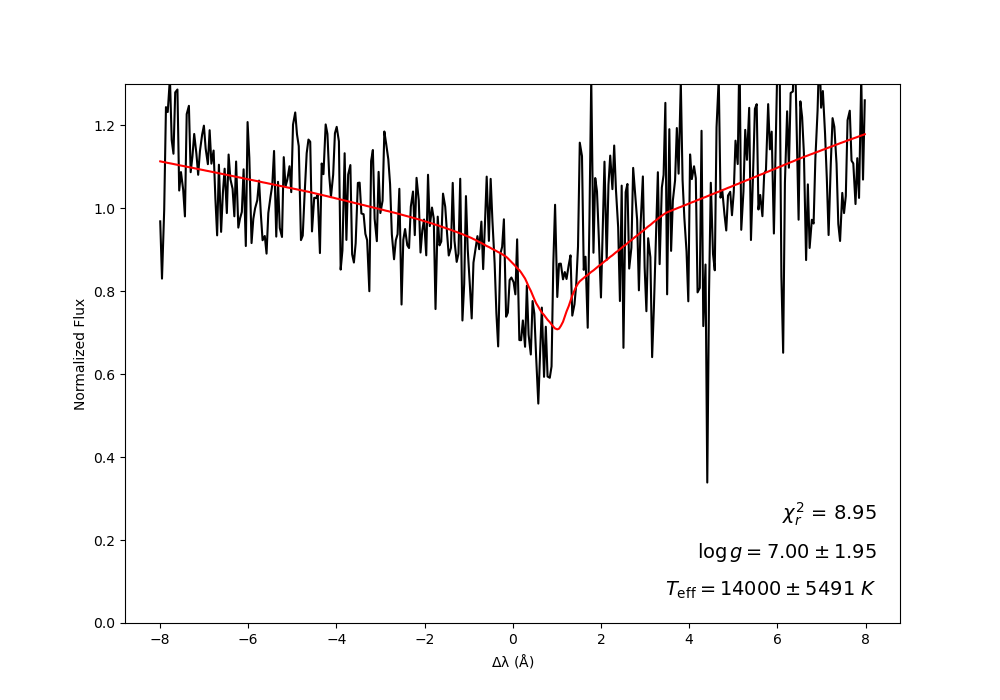 1.2
1.0
0.8
0.6
0.4
0.2
0.0
Normalized Flux
χ²ᵣ = 8.95
log g = 7.00 ± 1.95
T_eff = 14000 ± 5491 K
−8 −6 −4 −2 0 2 4 6 8
Δλ (Å)